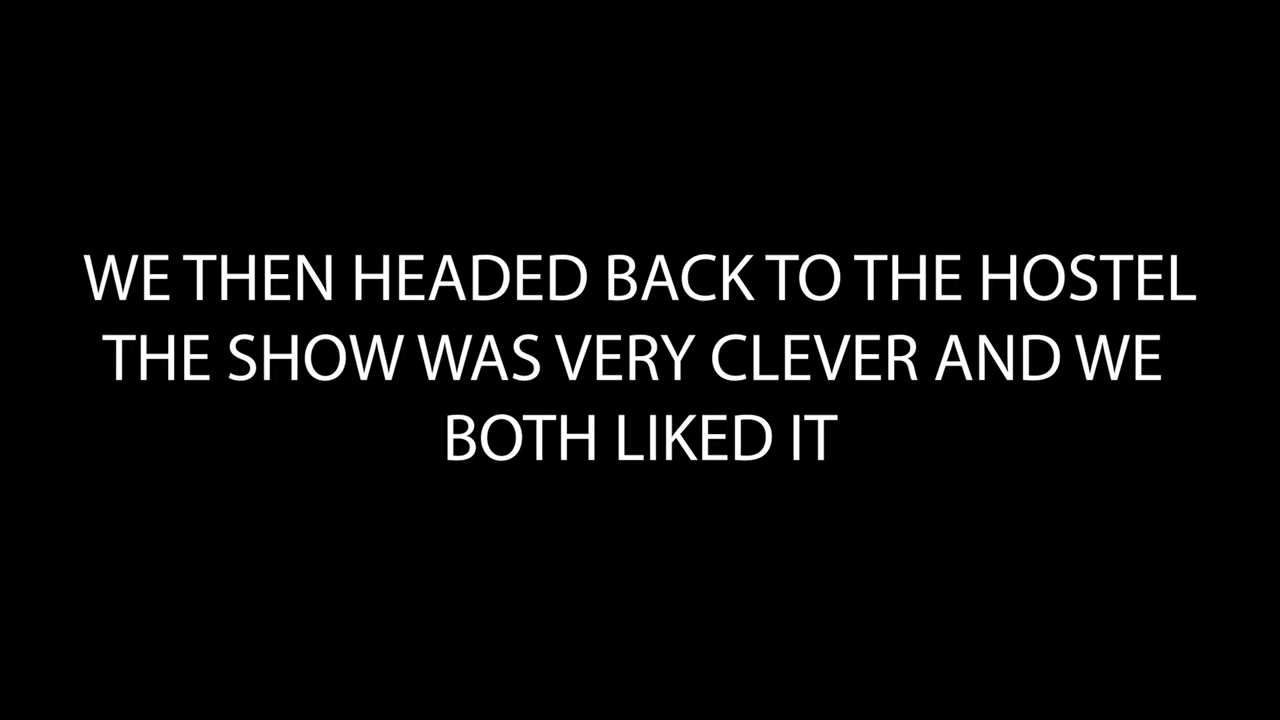 WE THEN HEADED BACK TO THE HOSTEL
THE SHOW WAS VERY CLEVER AND WE
BOTH LIKED IT